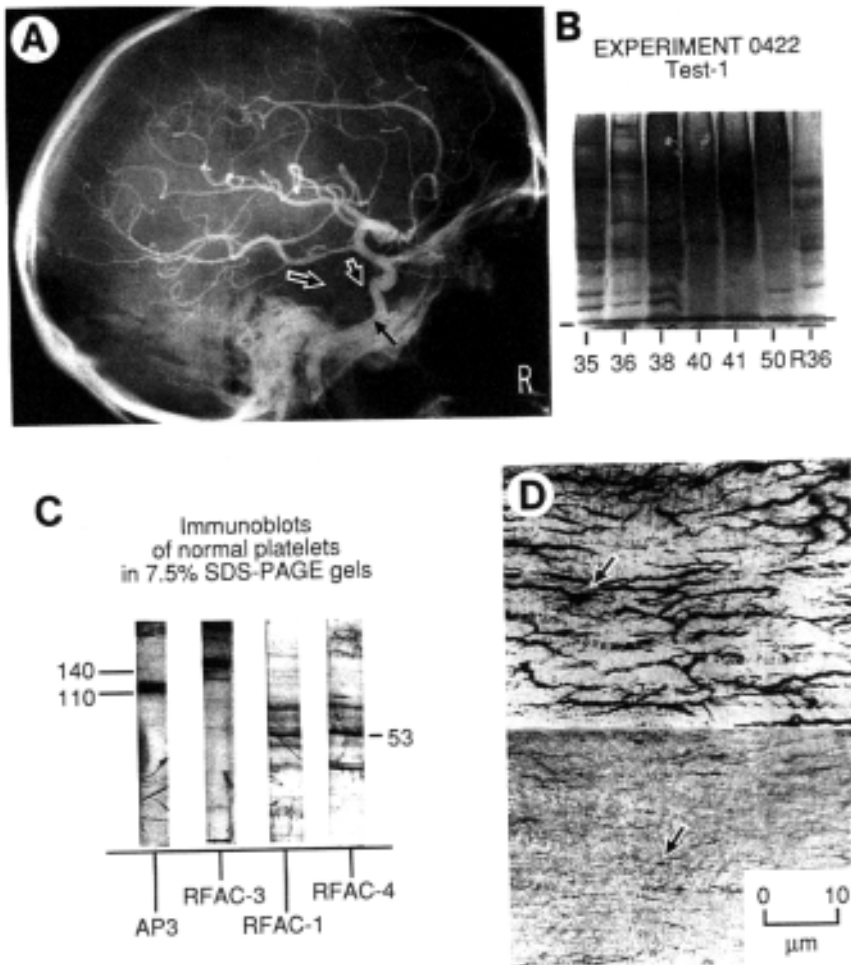 A
R
B
EXPERIMENT 0422
Test-1
35 36 38 40 41 50 R36
C
Immunoblots
of normal platelets
in 7.5% SDS-PAGE gels
140
110
53
AP3
RFAC-3
RFAC-1
RFAC-4
D
0 10
µm